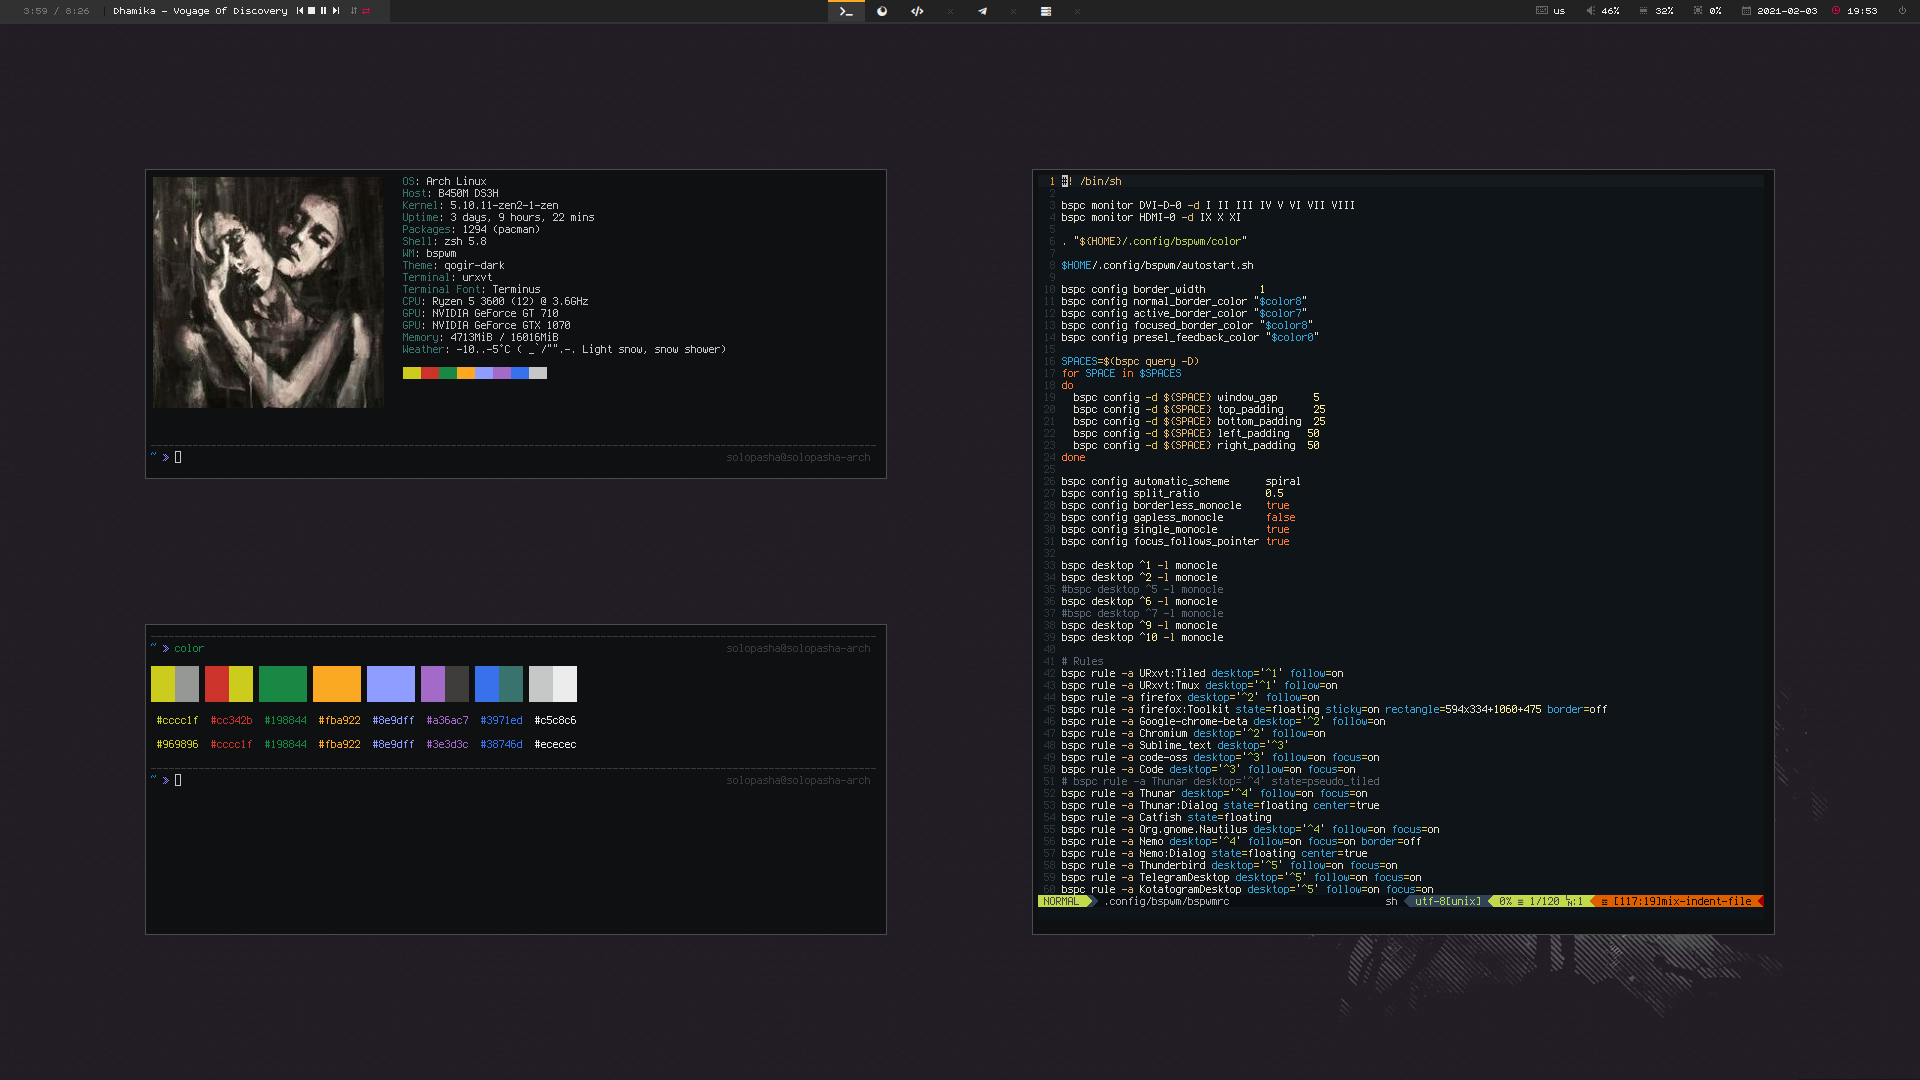 3:59 / 8:26 Dhamika - Voyage Of Discovery
us 46% 32% 0% 2021-02-03 19:53
OS: Arch Linux
Host: B450M DS3H
Kernel: 5.10.11-zen2-1-zen
Uptime: 3 days, 9 hours, 22 mins
Packages: 1294 (pacman)
Shell: zsh 5.8
WM: bspwm
Theme: qogir-dark
Terminal: urxvt
Terminal Font: Terminus
CPU: Ryzen 5 3600 (12) @ 3.6GHz
GPU: NVIDIA GeForce GT 710
GPU: NVIDIA GeForce GTX 1070
Memory: 4713MiB / 16016MiB
Weather: -10..-5°C ( _`/"".-. Light snow, snow shower)
~ » solopasha@solopasha-arch
~ » color solopasha@solopasha-arch
#cccc1f #cc342b #198844 #fba922 #8e9dff #a36ac7 #3971ed #c5c8c6
#969896 #cccc1f #198844 #fba922 #8e9dff #3e3d3c #38746d #ececec
~ » solopasha@solopasha-arch
1 #! /bin/sh
2
3 bspc monitor DVI-D-0 -d I II III IV V VI VII VIII
4 bspc monitor HDMI-0 -d IX X XI
5
6 . "${HOME}/.config/bspwm/color"
7
8 $HOME/.config/bspwm/autostart.sh
9
10 bspc config border_width 1
11 bspc config normal_border_color "$color8"
12 bspc config active_border_color "$color7"
13 bspc config focused_border_color "$color8"
14 bspc config presel_feedback_color "$color0"
15
16 SPACES=$(bspc query -D)
17 for SPACE in $SPACES
18 do
19 bspc config -d ${SPACE} window_gap 5
20 bspc config -d ${SPACE} top_padding 25
21 bspc config -d ${SPACE} bottom_padding 25
22 bspc config -d ${SPACE} left_padding 50
23 bspc config -d ${SPACE} right_padding 50
24 done
25
26 bspc config automatic_scheme spiral
27 bspc config split_ratio 0.5
28 bspc config borderless_monocle true
29 bspc config gapless_monocle false
30 bspc config single_monocle true
31 bspc config focus_follows_pointer true
32
33 bspc desktop ^1 -l monocle
34 bspc desktop ^2 -l monocle
35 #bspc desktop ^5 -l monocle
36 bspc desktop ^6 -l monocle
37 #bspc desktop ^7 -l monocle
38 bspc desktop ^9 -l monocle
39 bspc desktop ^10 -l monocle
40
41 # Rules
42 bspc rule -a URxvt:Tiled desktop='^1' follow=on
43 bspc rule -a URxvt:Tmux desktop='^1' follow=on
44 bspc rule -a firefox desktop='^2' follow=on
45 bspc rule -a firefox:Toolkit state=floating sticky=on rectangle=594x334+1060+475 border=off
46 bspc rule -a Google-chrome-beta desktop='^2' follow=on
47 bspc rule -a Chromium desktop='^2' follow=on
48 bspc rule -a Sublime_text desktop='^3'
49 bspc rule -a code-oss desktop='^3' follow=on focus=on
50 bspc rule -a Code desktop='^3' follow=on focus=on
51 # bspc rule -a Thunar desktop='^4' state=pseudo_tiled
52 bspc rule -a Thunar desktop='^4' follow=on focus=on
53 bspc rule -a Thunar:Dialog state=floating center=true
54 bspc rule -a Catfish state=floating
55 bspc rule -a Org.gnome.Nautilus desktop='^4' follow=on focus=on
56 bspc rule -a Nemo desktop='^4' follow=on focus=on border=off
57 bspc rule -a Nemo:Dialog state=floating center=true
58 bspc rule -a Thunderbird desktop='^5' follow=on focus=on
59 bspc rule -a TelegramDesktop desktop='^5' follow=on focus=on
60 bspc rule -a KotatogramDesktop desktop='^5' follow=on focus=on
NORMAL .config/bspwm/bspwmrc sh utf-8[unix] 0% ≡ 1/120 ㏑:1 ☲ [117:19]mix-indent-file